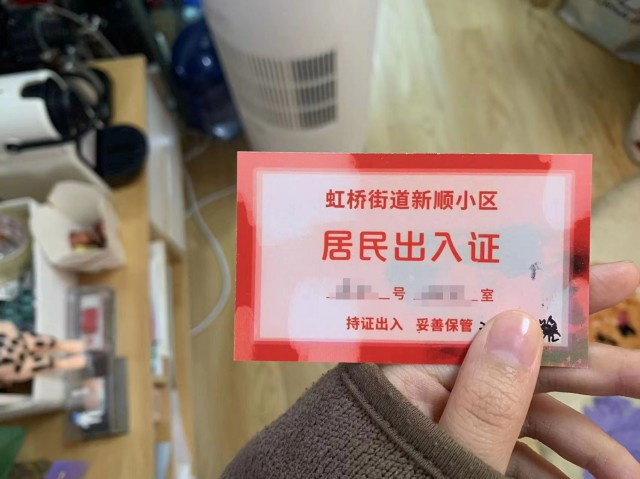 虹桥街道新顺小区
居民出入证
号 室
持证出入 妥善保管